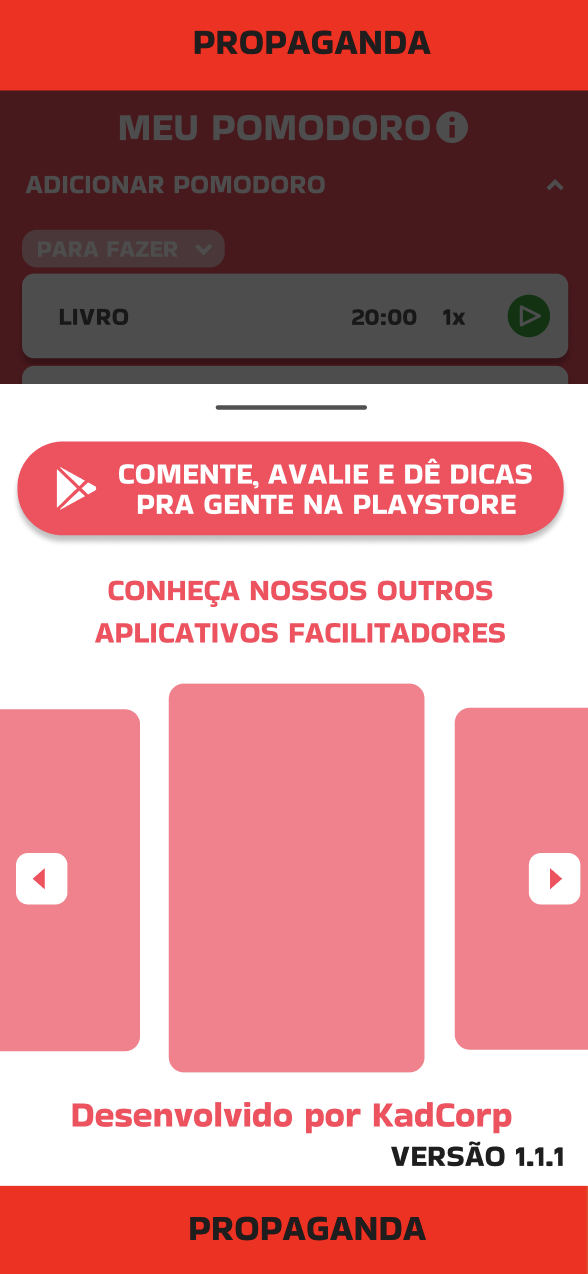 PROPAGANDA
MEU POMODORO
ADICIONAR POMODORO
PARA FAZER
LIVRO 20:00 1x
COMENTE, AVALIE E DÊ DICAS
PRA GENTE NA PLAYSTORE
CONHEÇA NOSSOS OUTROS
APLICATIVOS FACILITADORES
Desenvolvido por KadCorp
VERSÃO 1.1.1
PROPAGANDA